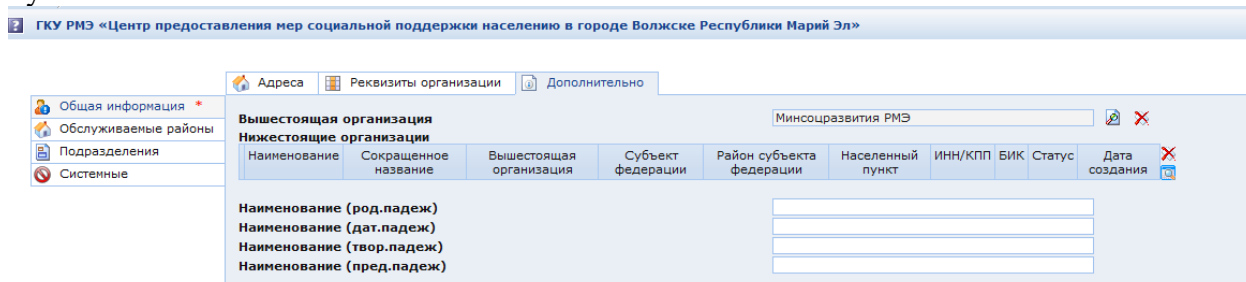 ГКУ РМЭ «Центр предоставления мер социальной поддержки населению в городе Волжске Республики Марий Эл»
Адреса Реквизиты организации Дополнительно
Общая информация *
Обслуживаемые районы
Подразделения
Системные
Вышестоящая организация Минсоцразвития РМЭ
Нижестоящие организации
Наименование Сокращенное название Вышестоящая организация Субъект федерации Район субъекта федерации Населенный пункт ИНН/КПП БИК Статус Дата создания
Наименование (род.падеж)
Наименование (дат.падеж)
Наименование (твор.падеж)
Наименование (пред.падеж)